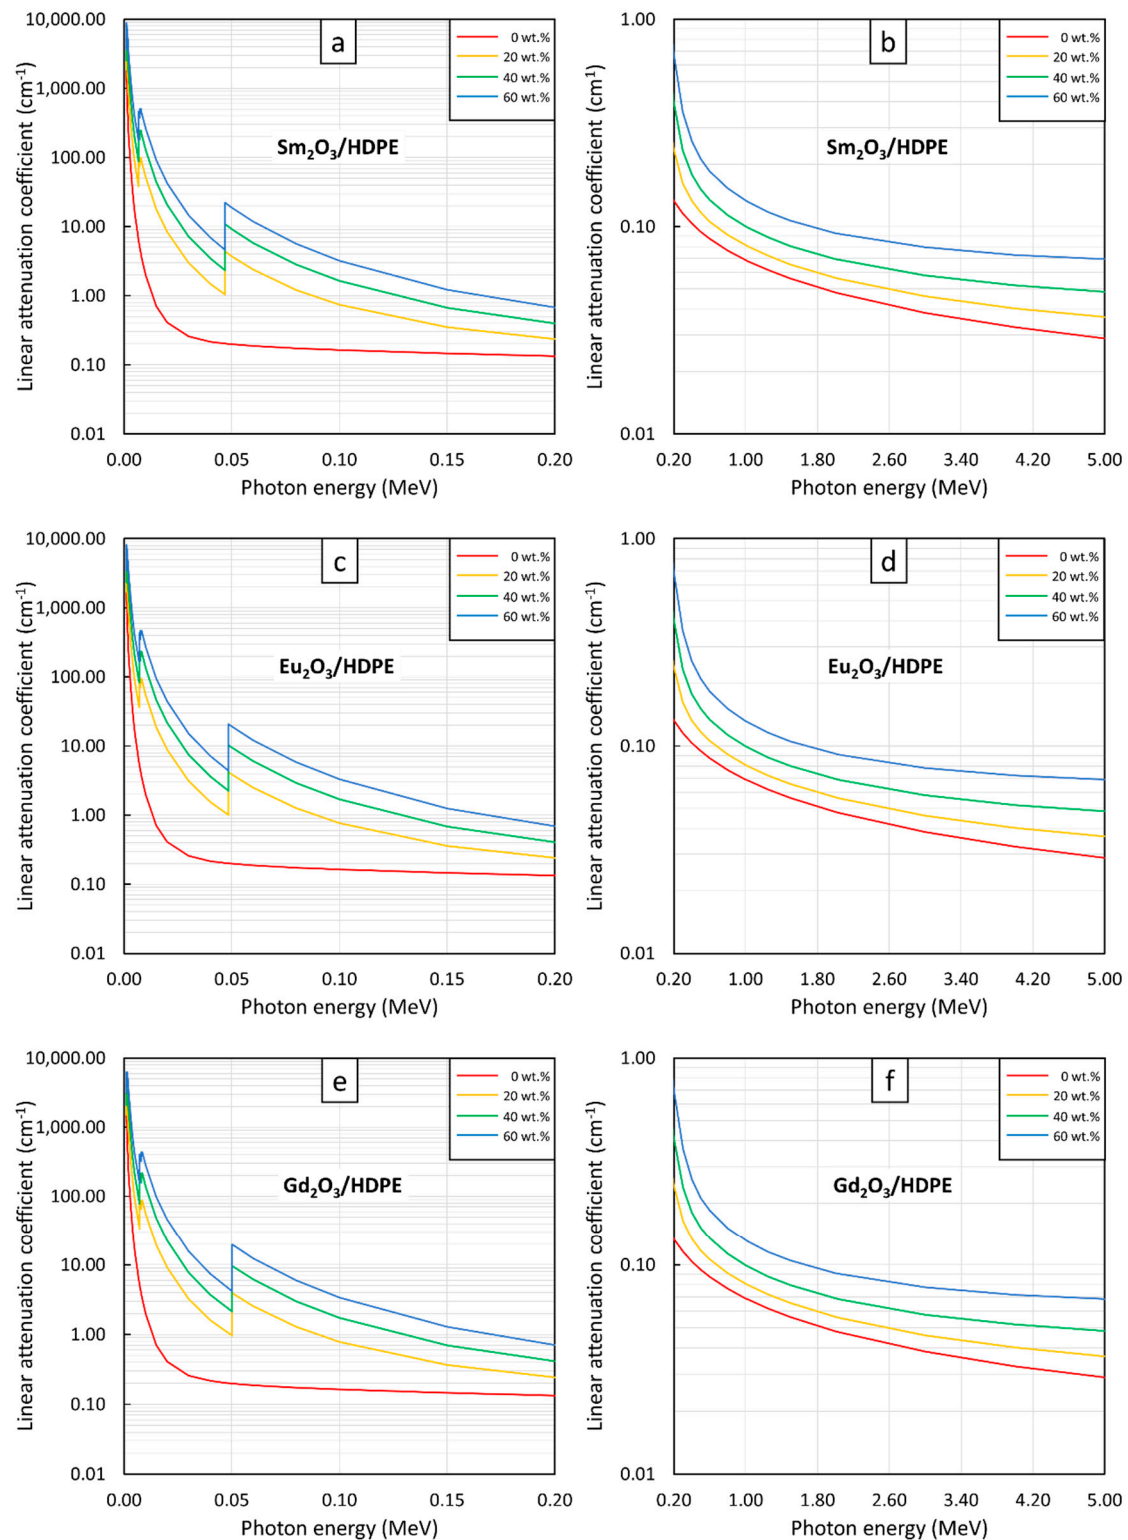 a
0 wt.%
20 wt.%
40 wt.%
60 wt.%
Sm₂O₃/HDPE
Linear attenuation coefficient (cm⁻¹)
10,000.00
1,000.00
100.00
10.00
1.00
0.10
0.01
0.00 0.05 0.10 0.15 0.20
Photon energy (MeV)
b
0 wt.%
20 wt.%
40 wt.%
60 wt.%
Sm₂O₃/HDPE
Linear attenuation coefficient (cm¹)
1.00
0.10
0.01
0.20 1.00 1.80 2.60 3.40 4.20 5.00
Photon energy (MeV)
c
0 wt.%
20 wt.%
40 wt.%
60 wt.%
Eu₂O₃/HDPE
Linear attenuation coefficient (cm⁻¹)
10,000.00
1,000.00
100.00
10.00
1.00
0.10
0.01
0.00 0.05 0.10 0.15 0.20
Photon energy (MeV)
d
0 wt.%
20 wt.%
40 wt.%
60 wt.%
Eu₂O₃/HDPE
Linear attenuation coefficient (cm⁻¹)
1.00
0.10
0.01
0.20 1.00 1.80 2.60 3.40 4.20 5.00
Photon energy (MeV)
e
0 wt.%
20 wt.%
40 wt.%
60 wt.%
Gd₂O₃/HDPE
Linear attenuation coefficient (cm⁻¹)
10,000.00
1,000.00
100.00
10.00
1.00
0.10
0.01
0.00 0.05 0.10 0.15 0.20
Photon energy (MeV)
f
0 wt.%
20 wt.%
40 wt.%
60 wt.%
Gd₂O₃/HDPE
Linear attenuation coefficient (cm⁻¹)
1.00
0.10
0.01
0.20 1.00 1.80 2.60 3.40 4.20 5.00
Photon energy (MeV)